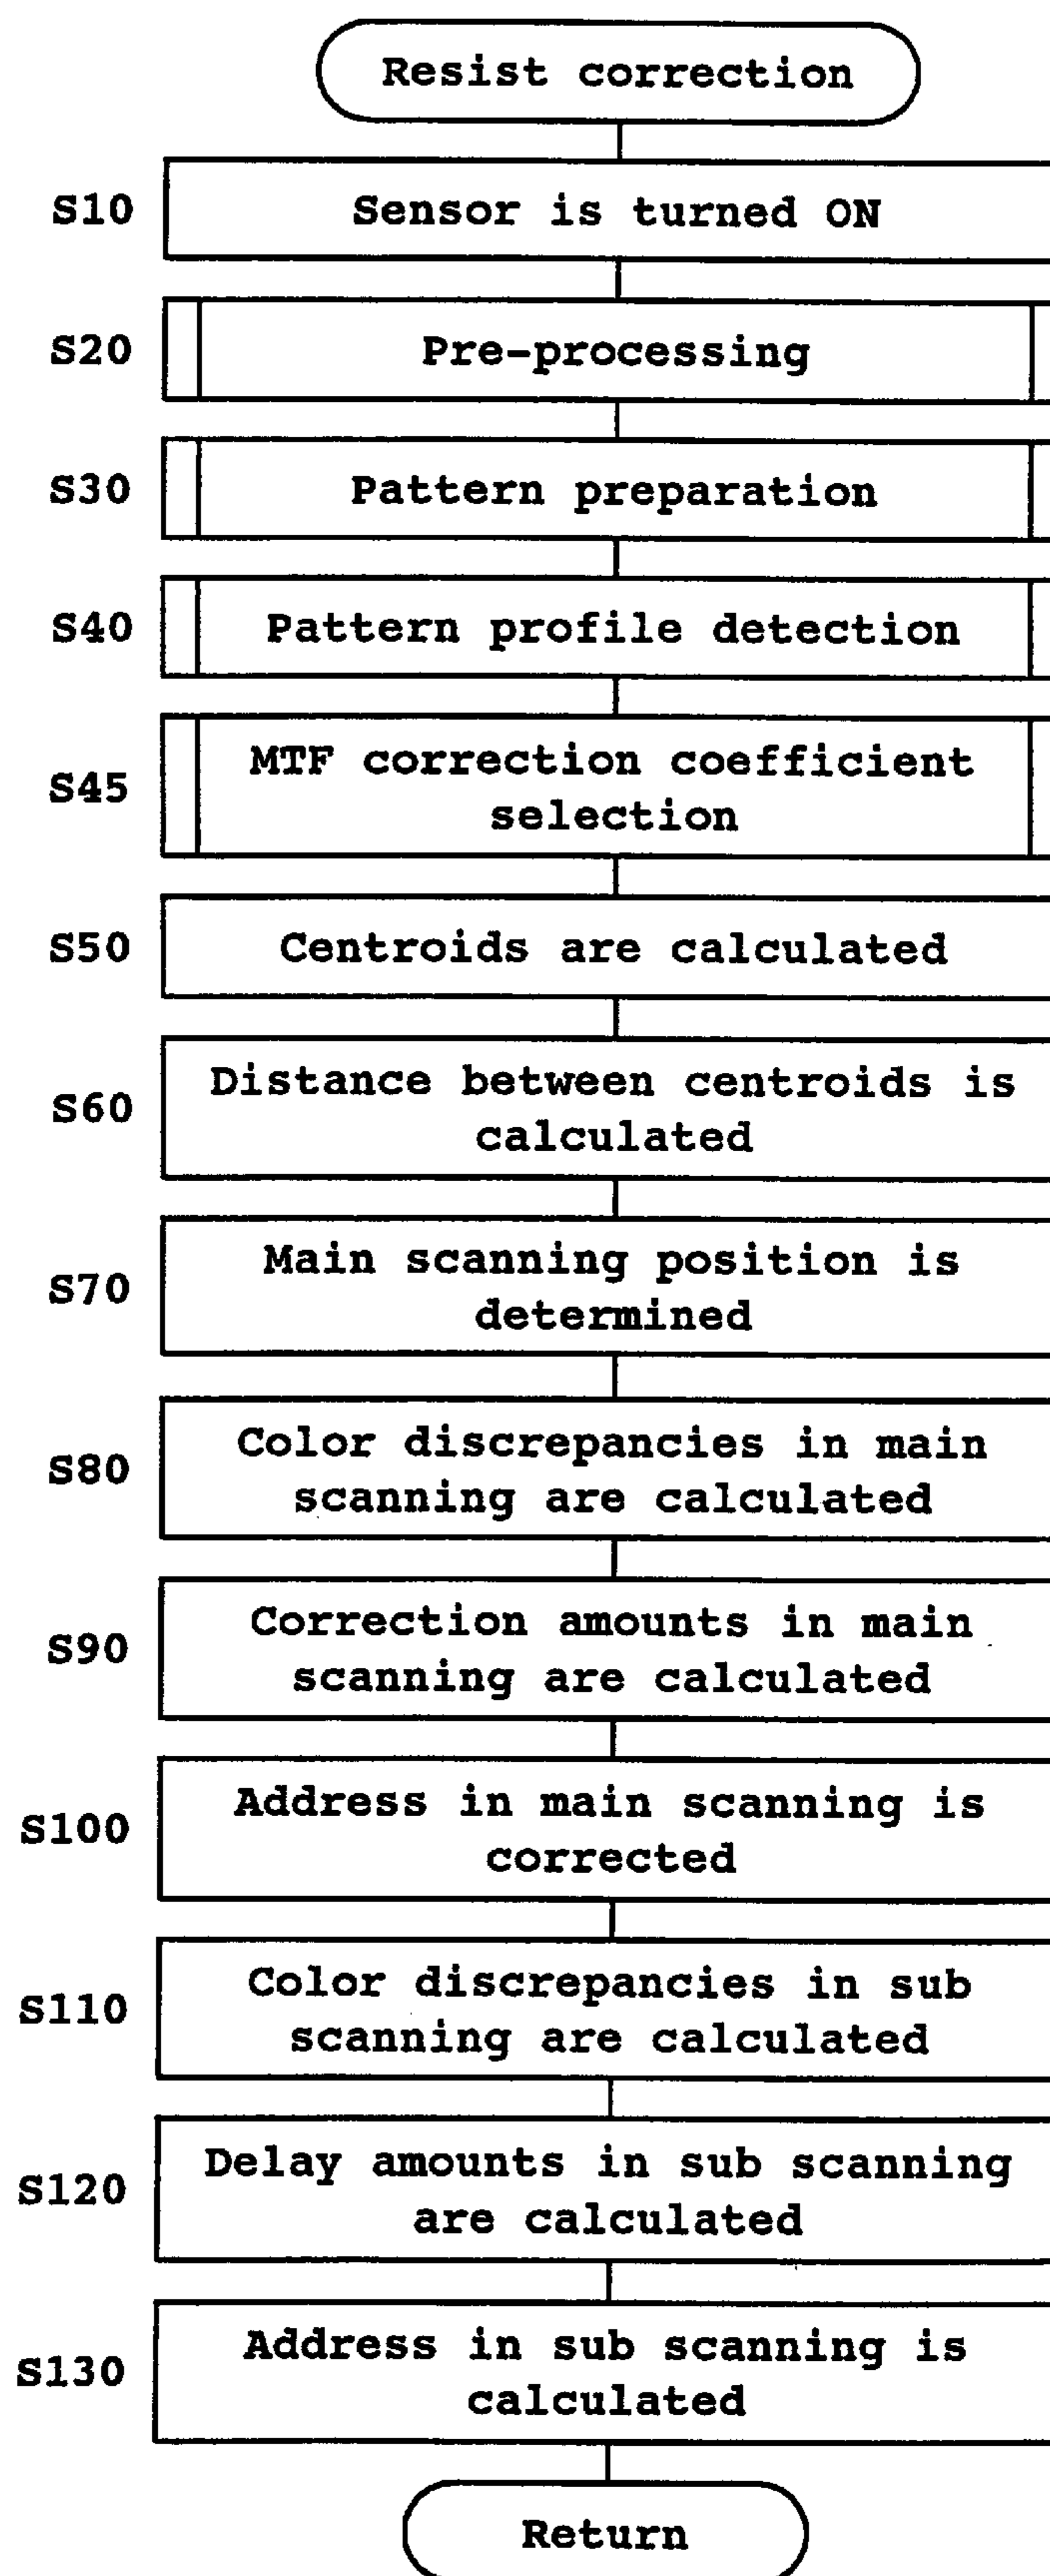 Resist correction
S10 Sensor is turned ON
S20 Pre-processing
S30 Pattern preparation
S40 Pattern profile detection
S45 MTF correction coefficient
selection
S50 Centroids are calculated
S60 Distance between centroids is
calculated
S70 Main scanning position is
determined
S80 Color discrepancies in main
scanning are calculated
S90 Correction amounts in main
scanning are calculated
S100 Address in main scanning is
corrected
S110 Color discrepancies in sub
scanning are calculated
S120 Delay amounts in sub scanning
are calculated
S130 Address in sub scanning is
calculated
Return